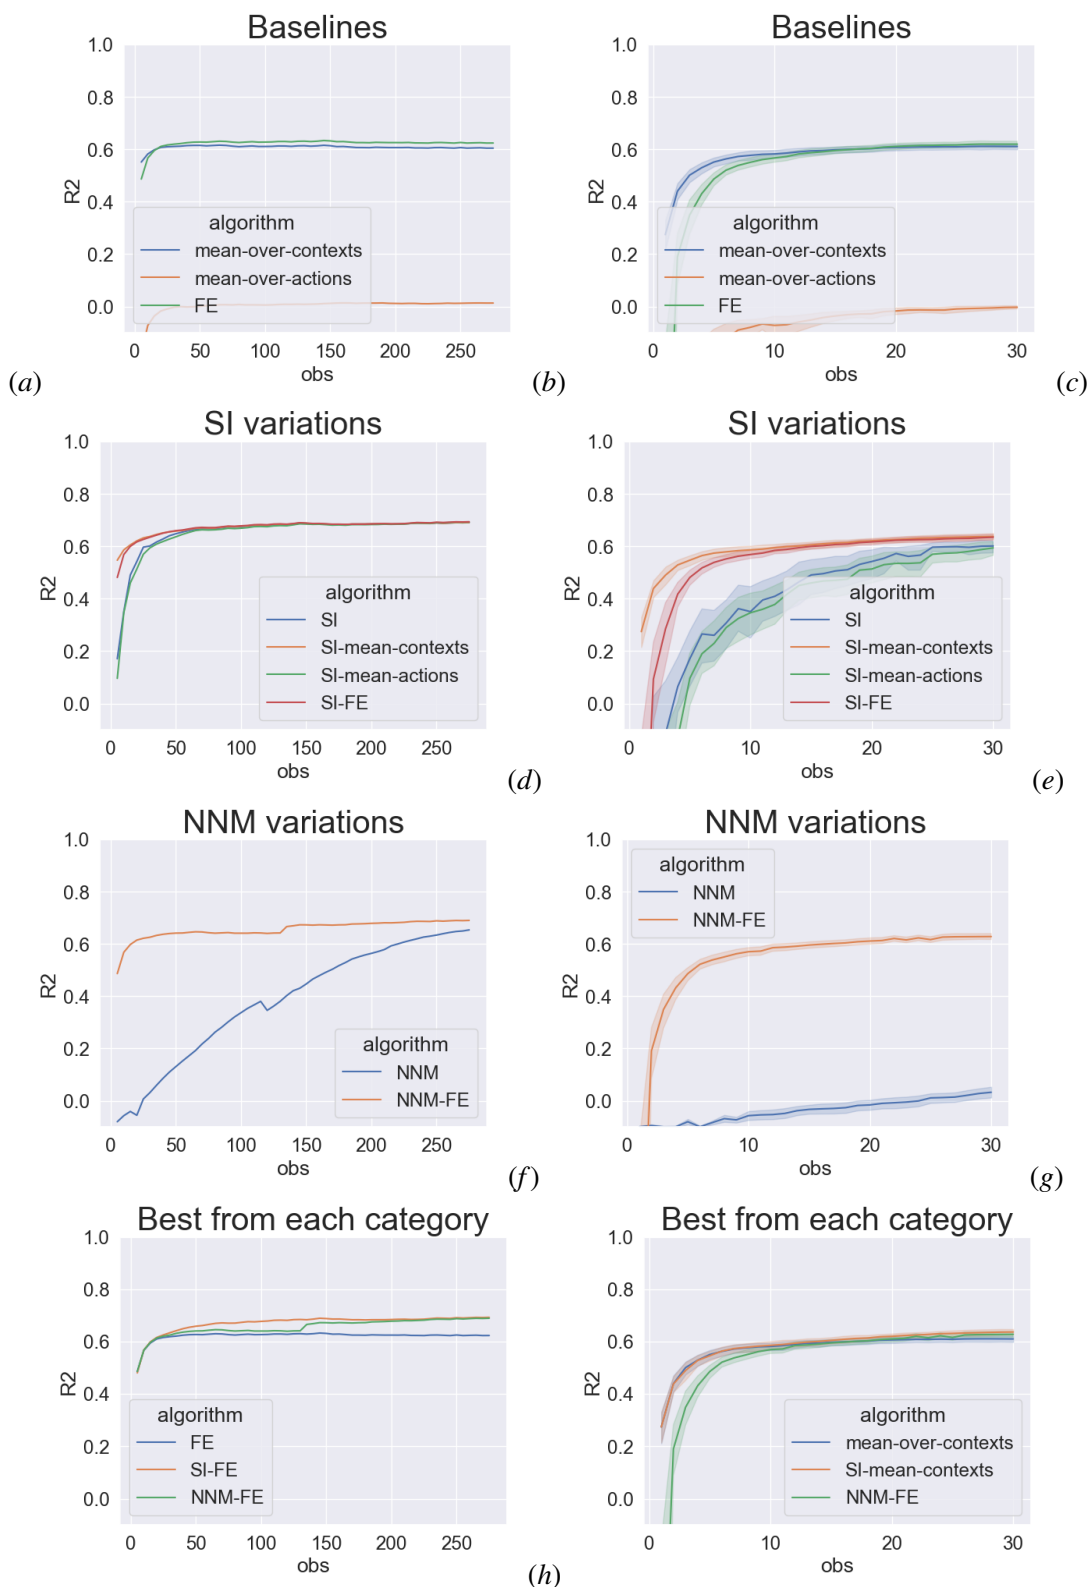 Baselines
1.0
0.8
0.6
0.4
0.2
0.0
R2
algorithm
mean-over-contexts
mean-over-actions
FE
0 50 100 150 200 250
obs
(a)
Baselines
1.0
0.8
0.6
0.4
0.2
0.0
R2
algorithm
mean-over-contexts
mean-over-actions
FE
0 10 20 30
obs
(b)
(c)
SI variations
1.0
0.8
0.6
0.4
0.2
0.0
R2
algorithm
SI
SI-mean-contexts
SI-mean-actions
SI-FE
0 50 100 150 200 250
obs
(d)
SI variations
1.0
0.8
0.6
0.4
0.2
0.0
R2
algorithm
SI
SI-mean-contexts
SI-mean-actions
SI-FE
0 10 20 30
obs
(e)
NNM variations
1.0
0.8
0.6
0.4
0.2
0.0
R2
algorithm
NNM
NNM-FE
0 50 100 150 200 250
obs
(f)
NNM variations
1.0
0.8
0.6
0.4
0.2
0.0
R2
algorithm
NNM
NNM-FE
0 10 20 30
obs
(g)
Best from each category
1.0
0.8
0.6
0.4
0.2
0.0
R2
algorithm
FE
SI-FE
NNM-FE
0 50 100 150 200 250
obs
(h)
Best from each category
1.0
0.8
0.6
0.4
0.2
0.0
R2
algorithm
mean-over-contexts
SI-mean-contexts
NNM-FE
0 10 20 30
obs